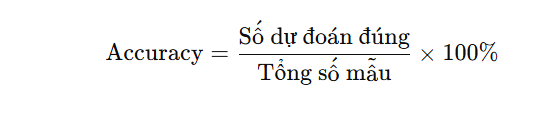 Accuracy = Số dự đoán đúng / Tổng số mẫu × 100%